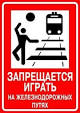 ЗАПРЕЩАЕТСЯ
ИГРАТЬ
НА ЖЕЛЕЗНОДОРОЖНЫХ
ПУТЯХ